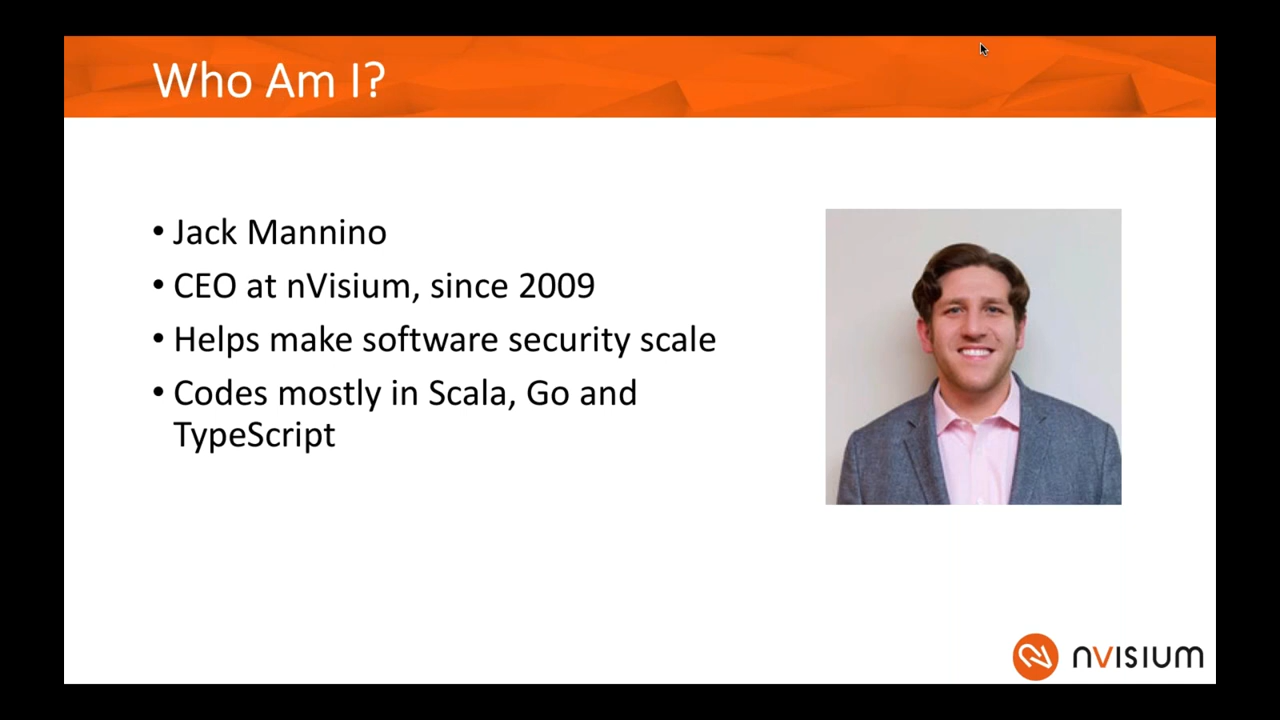 Who Am I?
• Jack Mannino
• CEO at nVisium, since 2009
• Helps make software security scale
• Codes mostly in Scala, Go and
TypeScript
nVISIUM